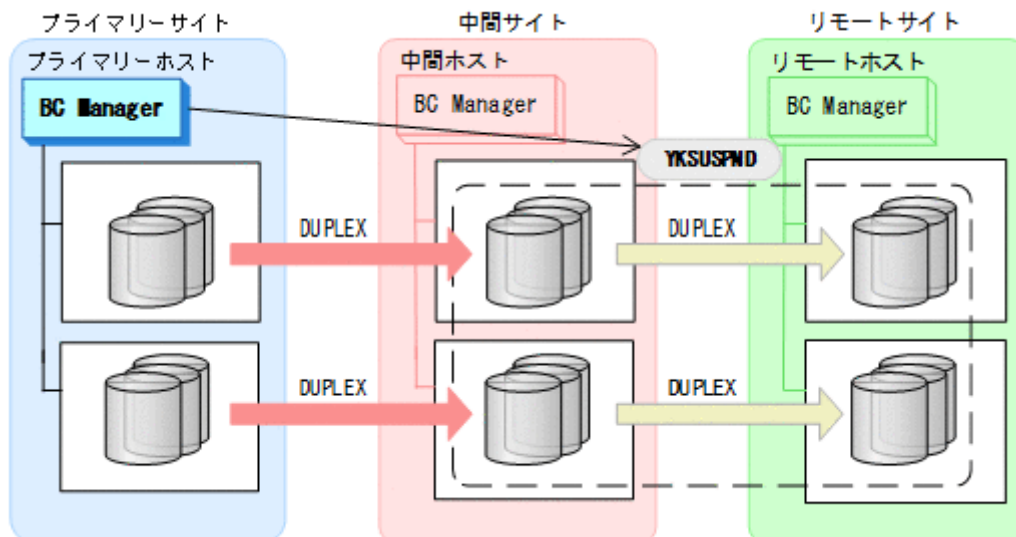 プライマリーサイト
中間サイト
リモートサイト
プライマリーホスト
中間ホスト
リモートホスト
BC Manager
BC Manager
BC Manager
YKSUSPND
DUPLEX
DUPLEX
DUPLEX
DUPLEX